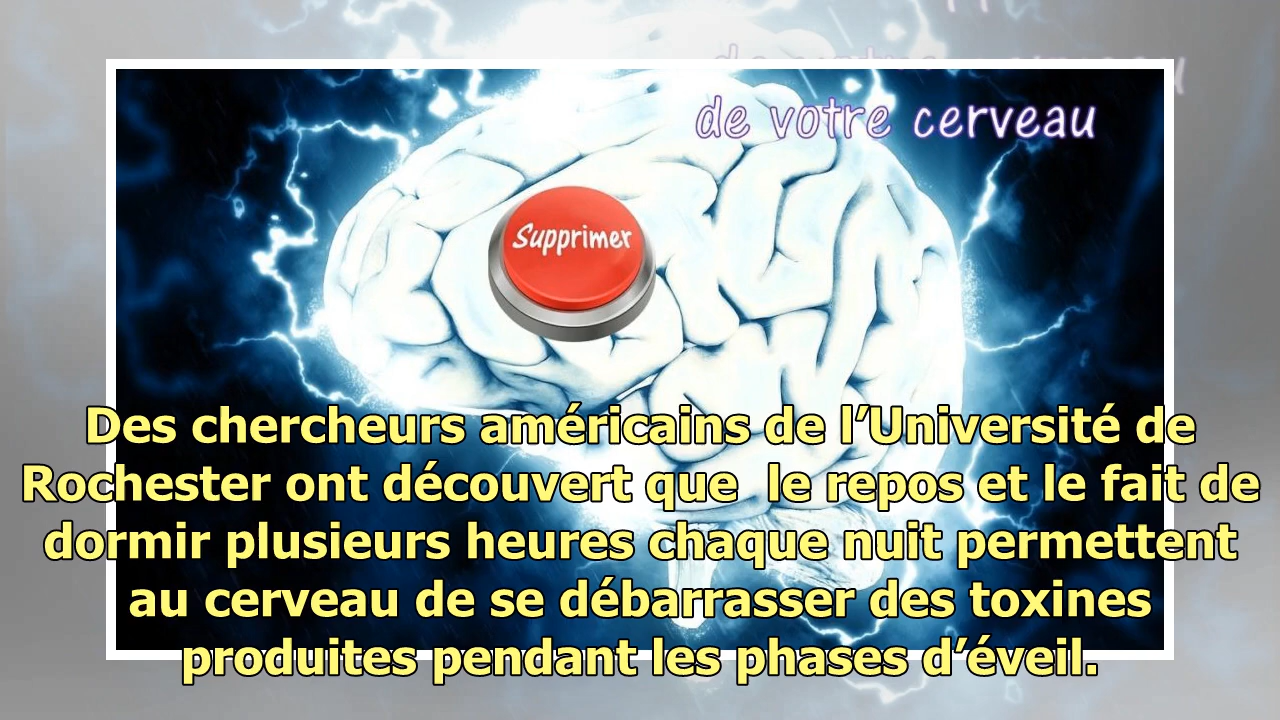 de votre cerveau
Supprimer
Des chercheurs américains de l’Université de
Rochester ont découvert que  le repos et le fait de
dormir plusieurs heures chaque nuit permettent
au cerveau de se débarrasser des toxines
produites pendant les phases d’éveil.